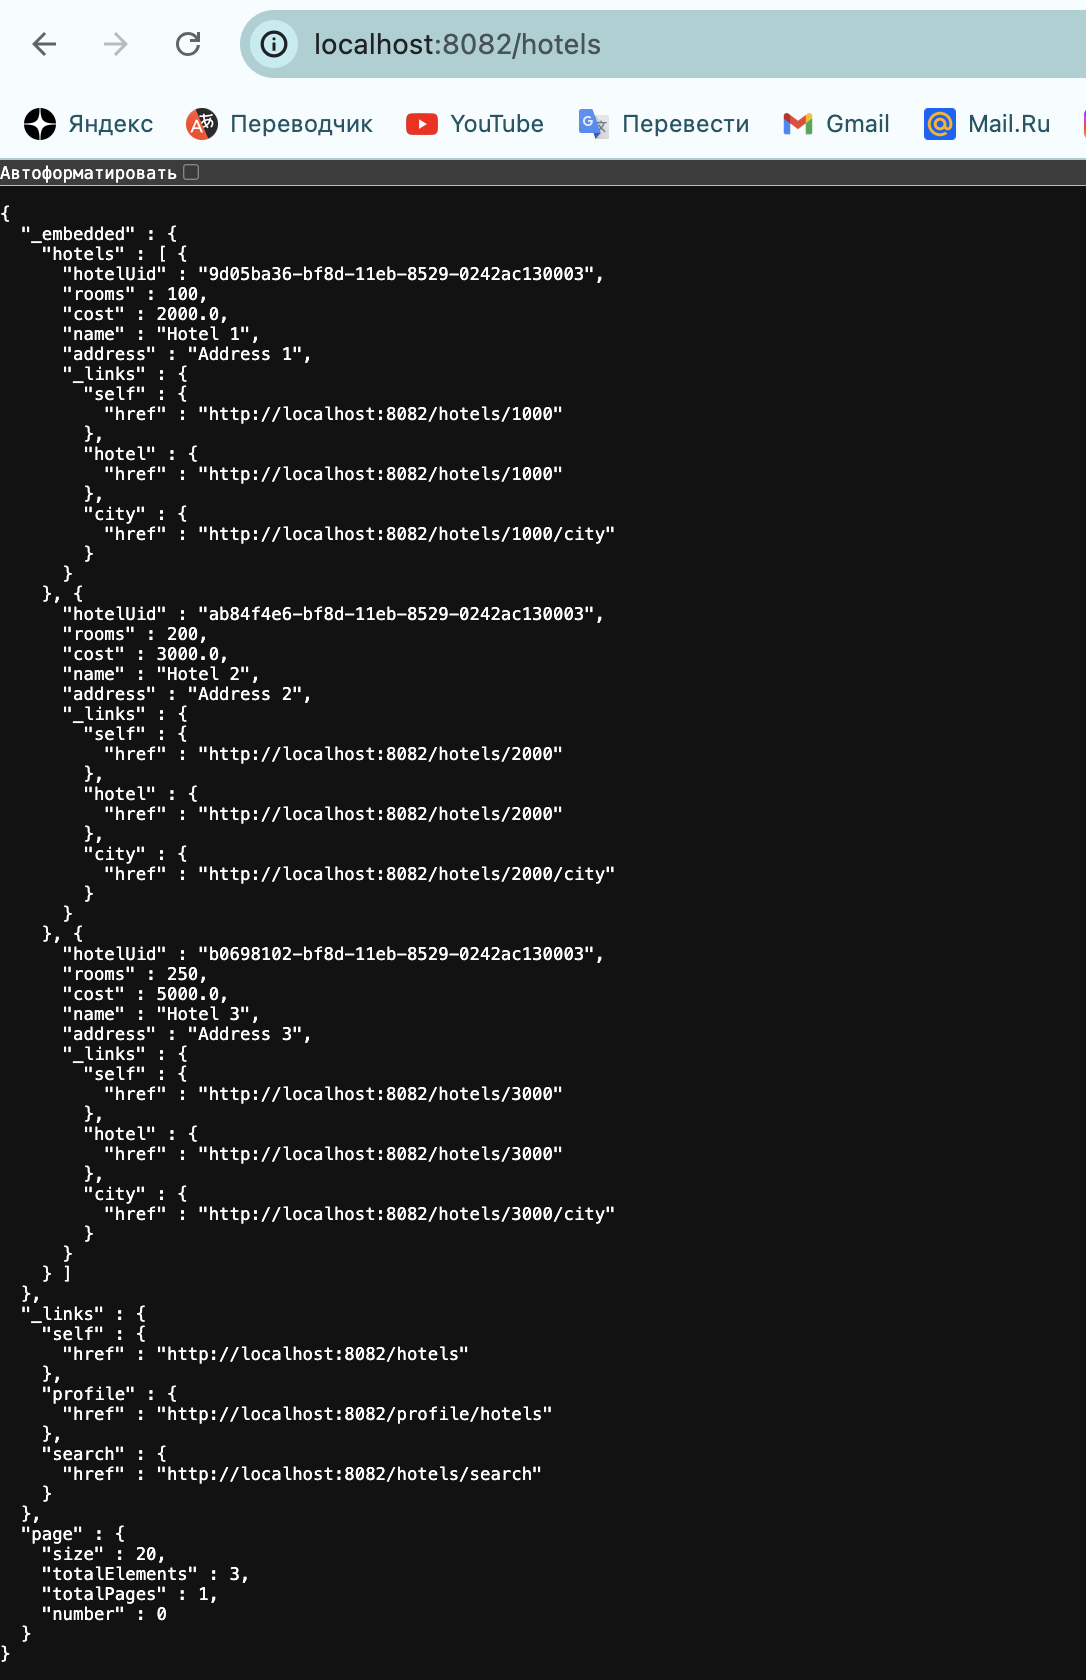 localhost:8082/hotels
Яндекс Переводчик YouTube Перевести Gmail Mail.Ru
Автоформатировать
{
  "_embedded" : {
    "hotels" : [ {
      "hotelUid" : "9d05ba36-bf8d-11eb-8529-0242ac130003",
      "rooms" : 100,
      "cost" : 2000.0,
      "name" : "Hotel 1",
      "address" : "Address 1",
      "_links" : {
        "self" : {
          "href" : "http://localhost:8082/hotels/1000"
        },
        "hotel" : {
          "href" : "http://localhost:8082/hotels/1000"
        },
        "city" : {
          "href" : "http://localhost:8082/hotels/1000/city"
        }
      }
    }, {
      "hotelUid" : "ab84f4e6-bf8d-11eb-8529-0242ac130003",
      "rooms" : 200,
      "cost" : 3000.0,
      "name" : "Hotel 2",
      "address" : "Address 2",
      "_links" : {
        "self" : {
          "href" : "http://localhost:8082/hotels/2000"
        },
        "hotel" : {
          "href" : "http://localhost:8082/hotels/2000"
        },
        "city" : {
          "href" : "http://localhost:8082/hotels/2000/city"
        }
      }
    }, {
      "hotelUid" : "b0698102-bf8d-11eb-8529-0242ac130003",
      "rooms" : 250,
      "cost" : 5000.0,
      "name" : "Hotel 3",
      "address" : "Address 3",
      "_links" : {
        "self" : {
          "href" : "http://localhost:8082/hotels/3000"
        },
        "hotel" : {
          "href" : "http://localhost:8082/hotels/3000"
        },
        "city" : {
          "href" : "http://localhost:8082/hotels/3000/city"
        }
      }
    } ]
  },
  "_links" : {
    "self" : {
      "href" : "http://localhost:8082/hotels"
    },
    "profile" : {
      "href" : "http://localhost:8082/profile/hotels"
    },
    "search" : {
      "href" : "http://localhost:8082/hotels/search"
    }
  },
  "page" : {
    "size" : 20,
    "totalElements" : 3,
    "totalPages" : 1,
    "number" : 0
  }
}